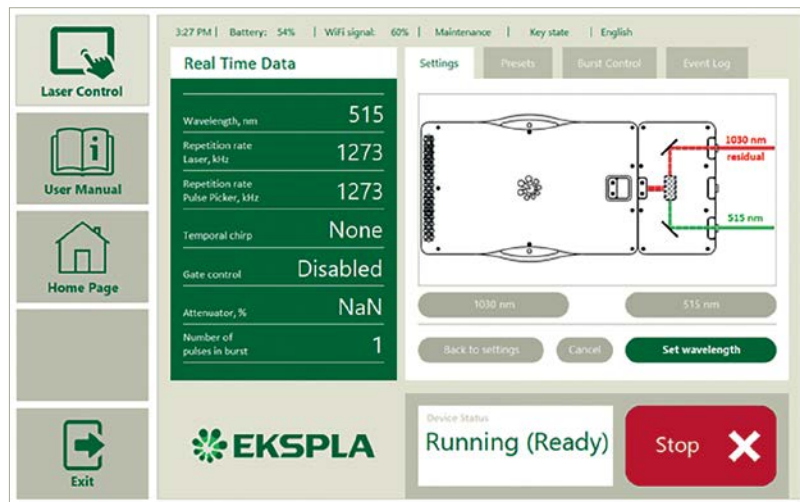 3:27 PM | Battery: 54% | WiFi signal: 60% | Maintenance | Key state | English
Laser Control
User Manual
Home Page
Exit
Real Time Data
Wavelength, nm 515
Repetition rate
Laser, kHz 1273
Repetition rate
Pulse Picker, kHz 1273
Temporal chirp None
Gate control Disabled
Attenuator, % NaN
Number of
pulses in burst 1
Settings Presets Burst Control Event Log
1030 nm
residual
515 nm
1030 nm 515 nm
Back to settings Cancel Set wavelength
EKSPLA
Device Status
Running (Ready)
Stop